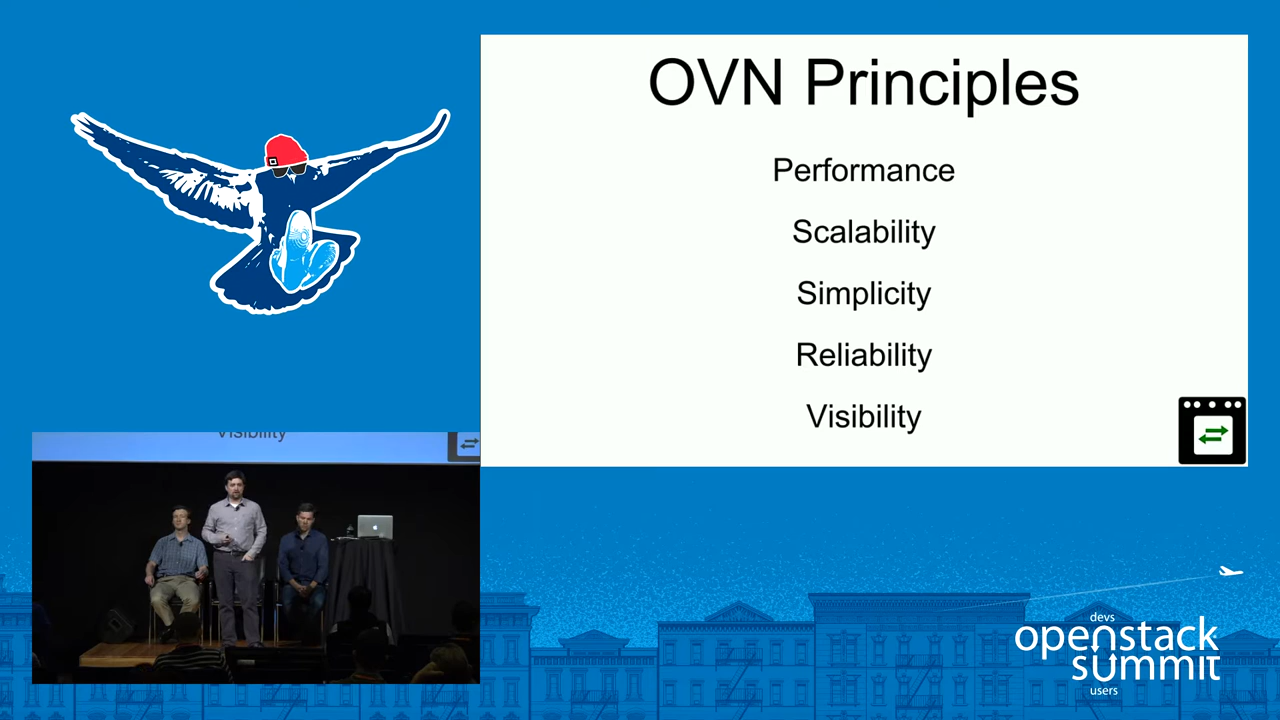 OVN Principles
Performance
Scalability
Simplicity
Reliability
Visibility
Visibility
devs
openstack
summit
users